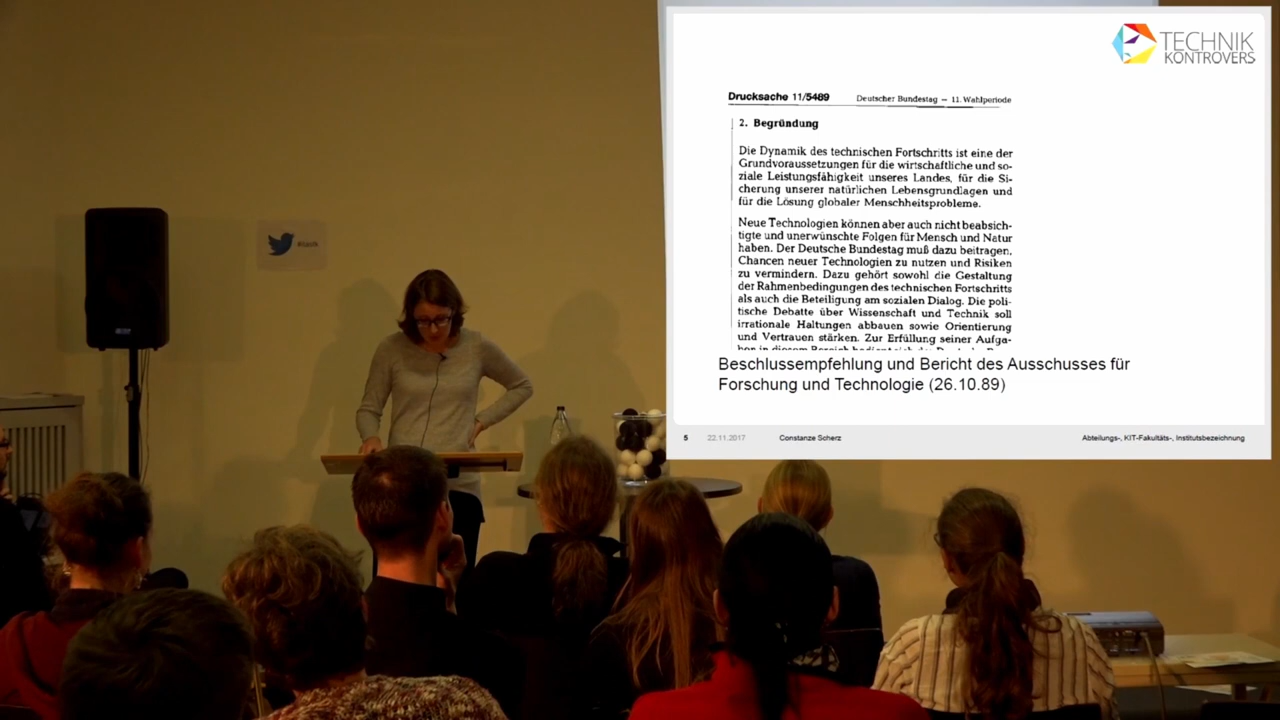 TECHNIK
KONTROVERS
Drucksache 11/5489 Deutscher Bundestag – 11. Wahlperiode
2. Begründung
Die Dynamik des technischen Fortschritts ist eine der
Grundvoraussetzungen für die wirtschaftliche und so-
ziale Leistungsfähigkeit unseres Landes, für die Si-
cherung unserer natürlichen Lebensgrundlagen und
für die Lösung globaler Menschheitsprobleme.
Neue Technologien können aber auch nicht beabsich-
tigte und unerwünschte Folgen für Mensch und Natur
haben. Der Deutsche Bundestag muß dazu beitragen,
Chancen neuer Technologien zu nutzen und Risiken
zu vermindern. Dazu gehört sowohl die Gestaltung
der Rahmenbedingungen des technischen Fortschritts
als auch die Beteiligung am sozialen Dialog. Die poli-
tische Debatte über Wissenschaft und Technik soll
irrationale Haltungen abbauen sowie Orientierung
und Vertrauen stärken. Zur Erfüllung seiner Aufga-
Beschlussempfehlung und Bericht des Ausschusses für
Forschung und Technologie (26.10.89)
5 22.11.2017 Constanze Scherz Abteilungs-, KIT-Fakultäts-, Institutsbezeichnung